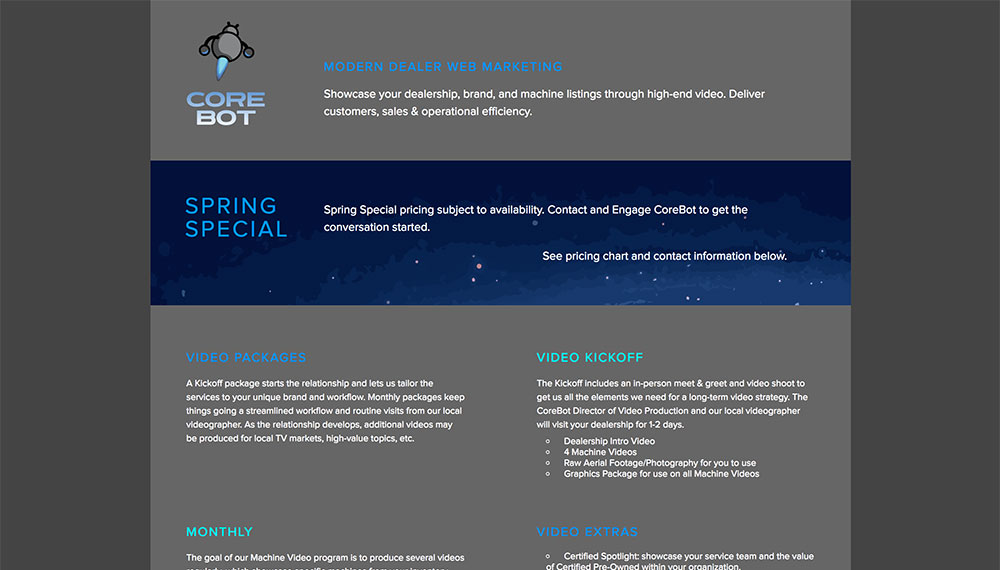 CORE
BOT
MODERN DEALER WEB MARKETING
Showcase your dealership, brand, and machine listings through high-end video. Deliver
customers, sales & operational efficiency.
SPRING
SPECIAL
Spring Special pricing subject to availability. Contact and Engage CoreBot to get the
conversation started.
See pricing chart and contact information below.
VIDEO PACKAGES
A Kickoff package starts the relationship and lets us tailor the
services to your unique brand and workflow. Monthly packages keep
things going a streamlined workflow and routine visits from our local
videographer. As the relationship develops, additional videos may
be produced for local TV markets, high-value topics, etc.
VIDEO KICKOFF
The Kickoff includes an in-person meet & greet and video shoot to
get us all the elements we need for a long-term video strategy. The
CoreBot Director of Video Production and our local videographer
will visit your dealership for 1-2 days.
Dealership Intro Video
4 Machine Videos
Raw Aerial Footage/Photography for you to use
Graphics Package for use on all Machine Videos
MONTHLY
The goal of our Machine Video program is to produce several videos
VIDEO EXTRAS
Certified Spotlight: showcase your service team and the value
of Certified Pre-Owned within your organization.